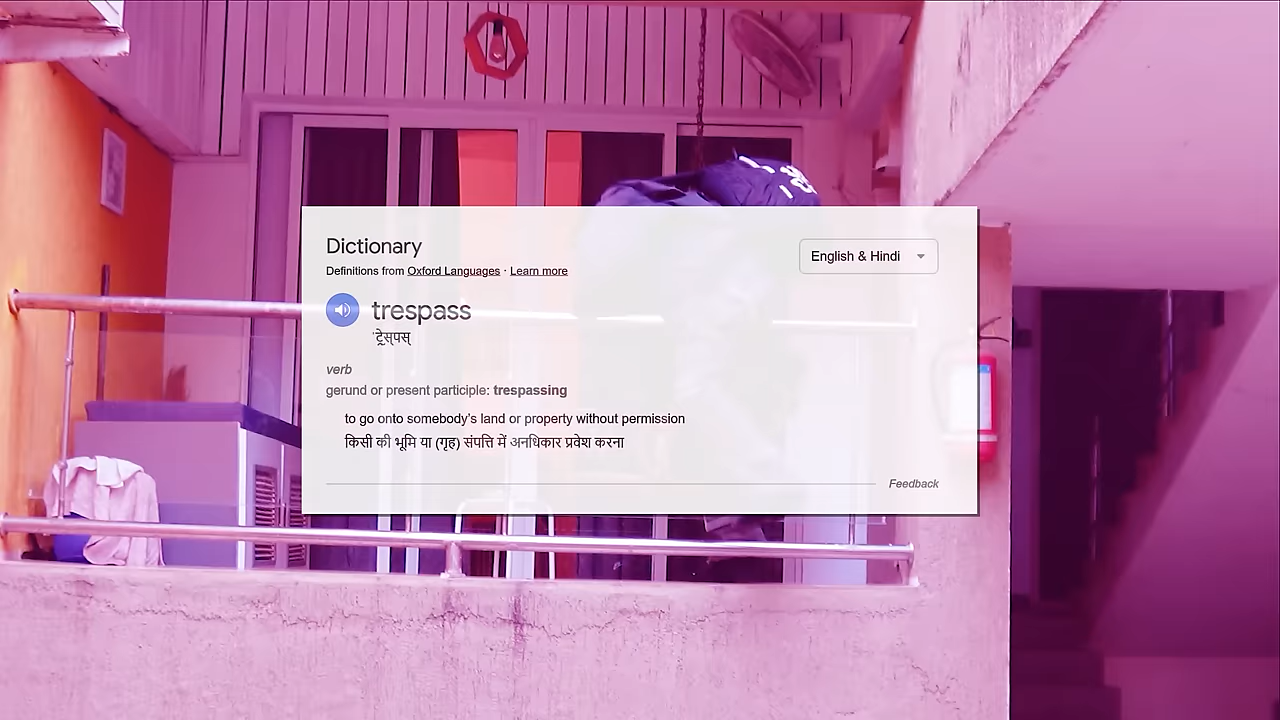 Dictionary
English & Hindi
Definitions from Oxford Languages · Learn more
trespass
ˈट्रे़स्‌पस्
verb
gerund or present participle: trespassing
to go onto somebody's land or property without permission
किसी की भूमि या (गृह) संपत्ति में अनधिकार प्रवेश करना
Feedback